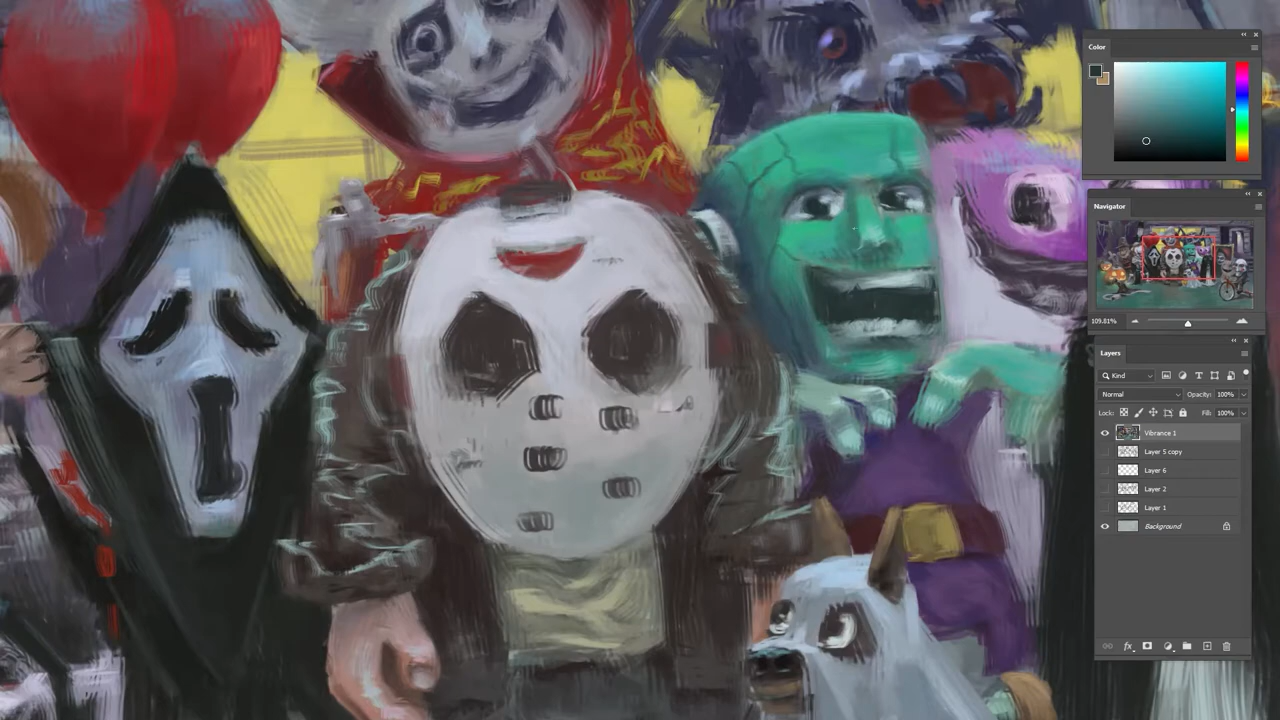 Color
Navigator
109.81%
Layers
Kind
Normal
Opacity: 100%
Lock:
Fill: 100%
Vibrance 1
Layer 5 copy
Layer 6
Layer 2
Layer 1
Background
fx